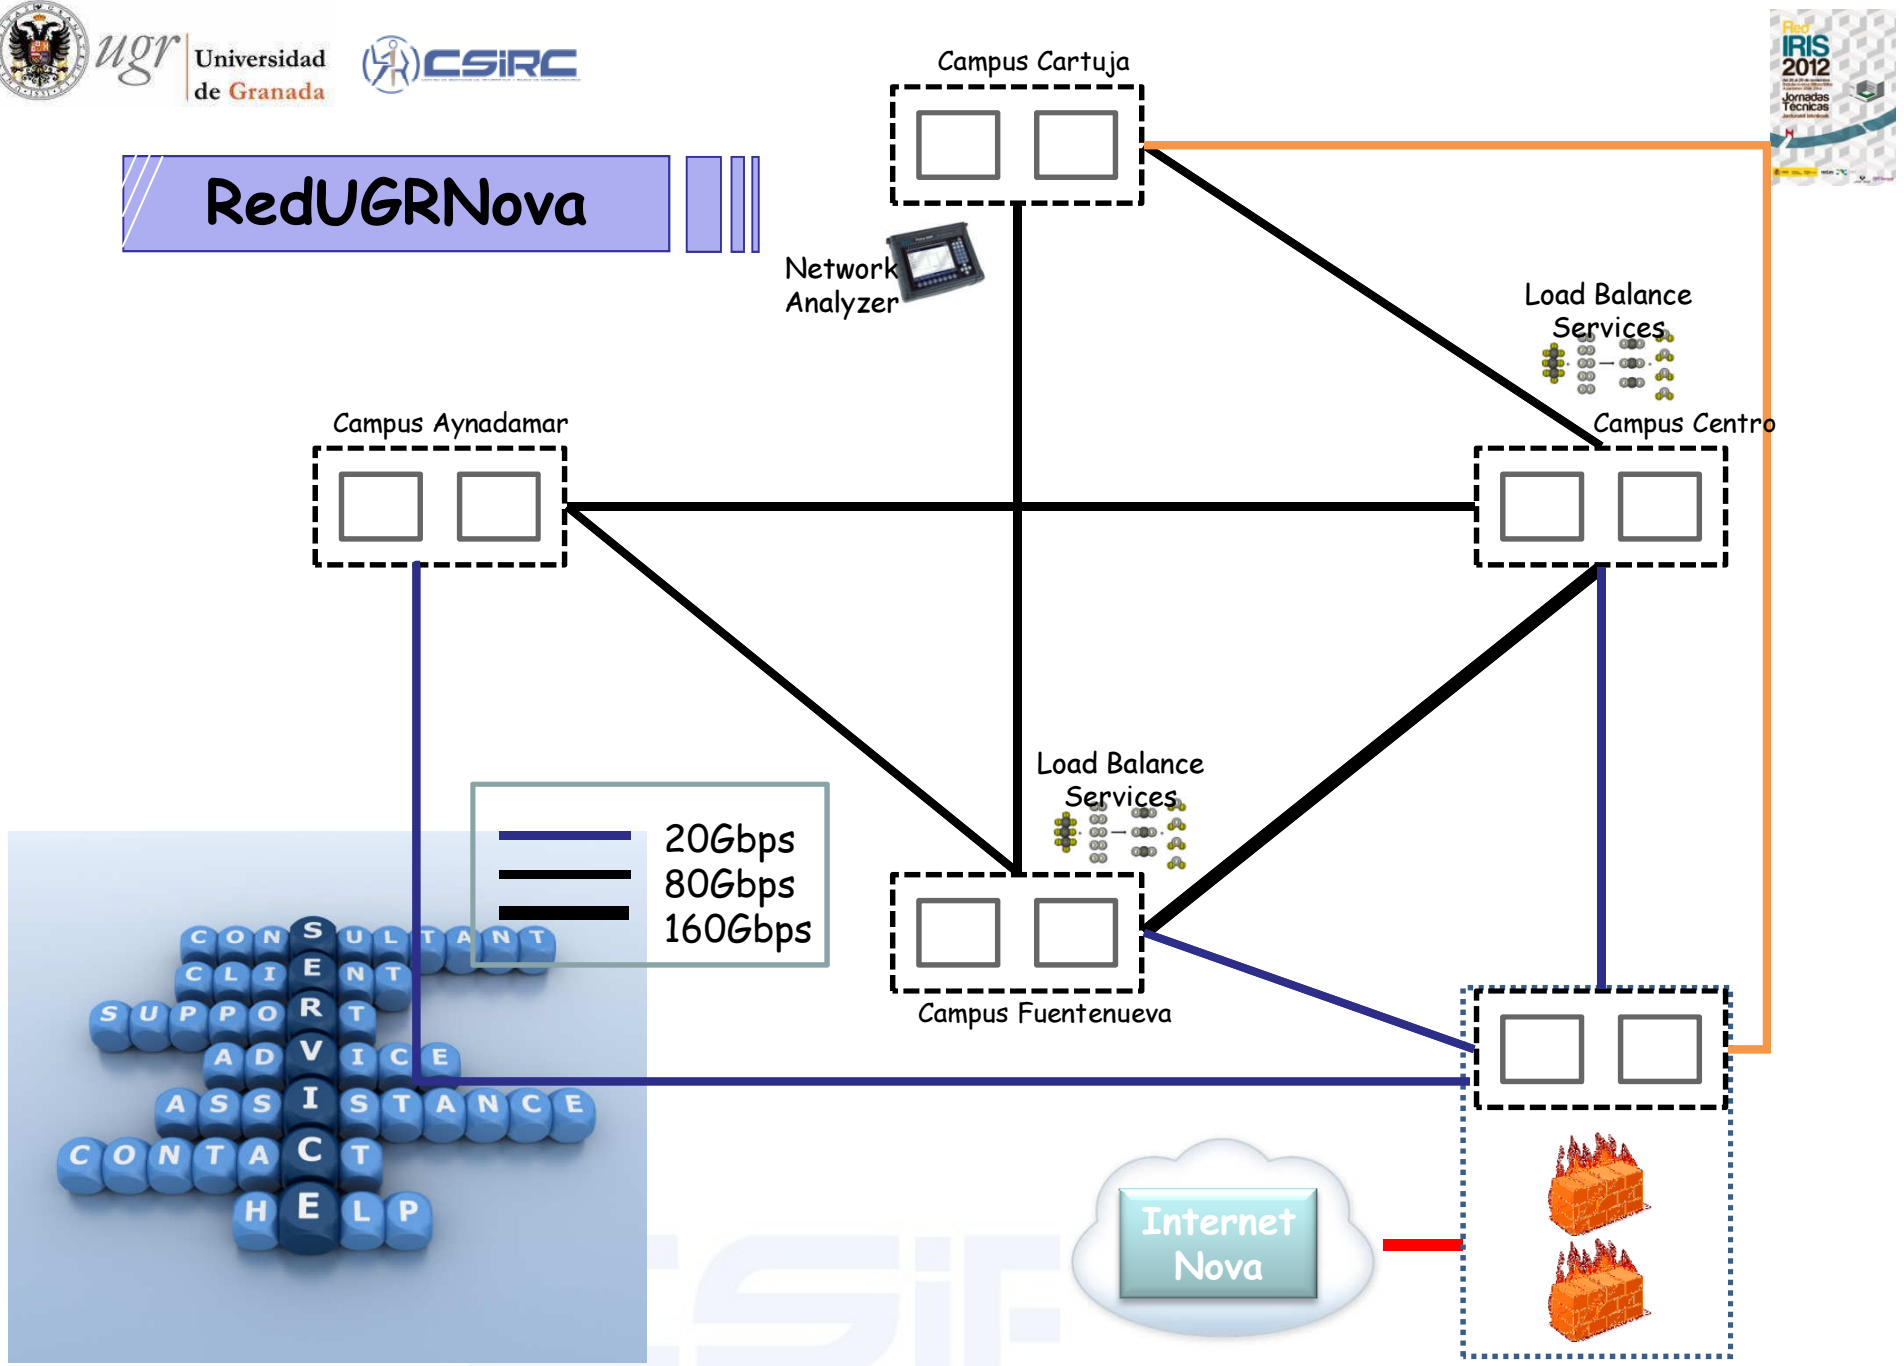 ugr
Universidad
de Granada
CSiRC
RedUGRNova
Red
IRIS
2012
Jornadas
Técnicas
Campus Cartuja
Network
Analyzer
Load Balance
Services
Campus Centro
Campus Aynadamar
Load Balance
Services
Campus Fuentenueva
20Gbps
80Gbps
160Gbps
CONSULTANT
CLIENT
SUPPORT
ADVICE
ASSISTANCE
CONTACT
HELP
SERVICE
Internet
Nova